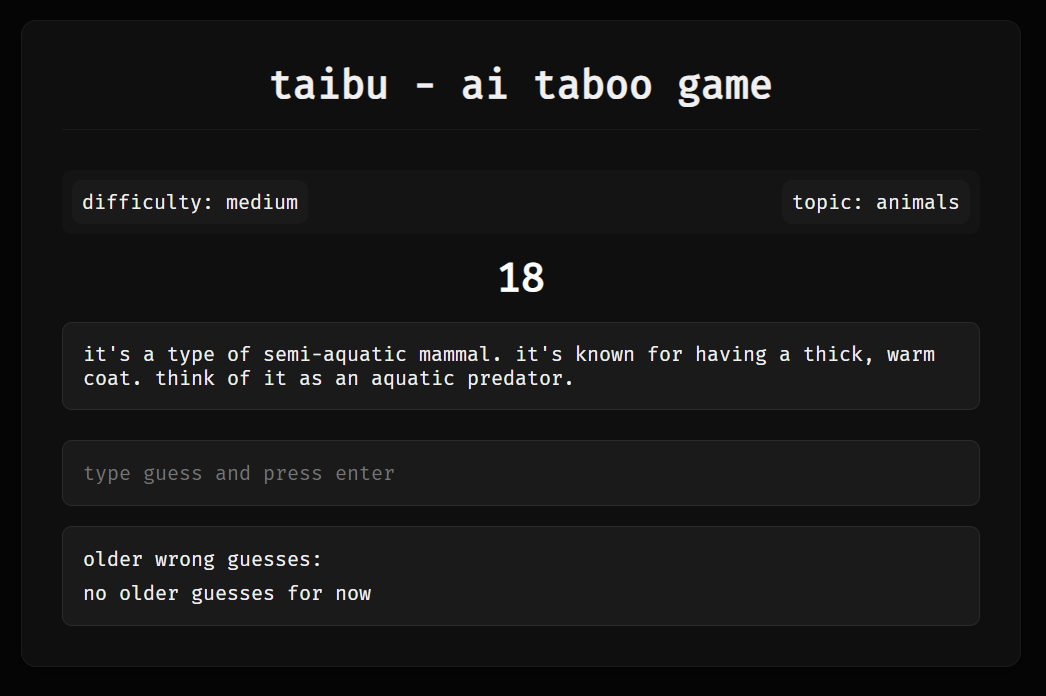 taibu - ai taboo game
difficulty: medium
topic: animals
18
it's a type of semi-aquatic mammal. it's known for having a thick, warm
coat. think of it as an aquatic predator.
type guess and press enter
older wrong guesses:
no older guesses for now